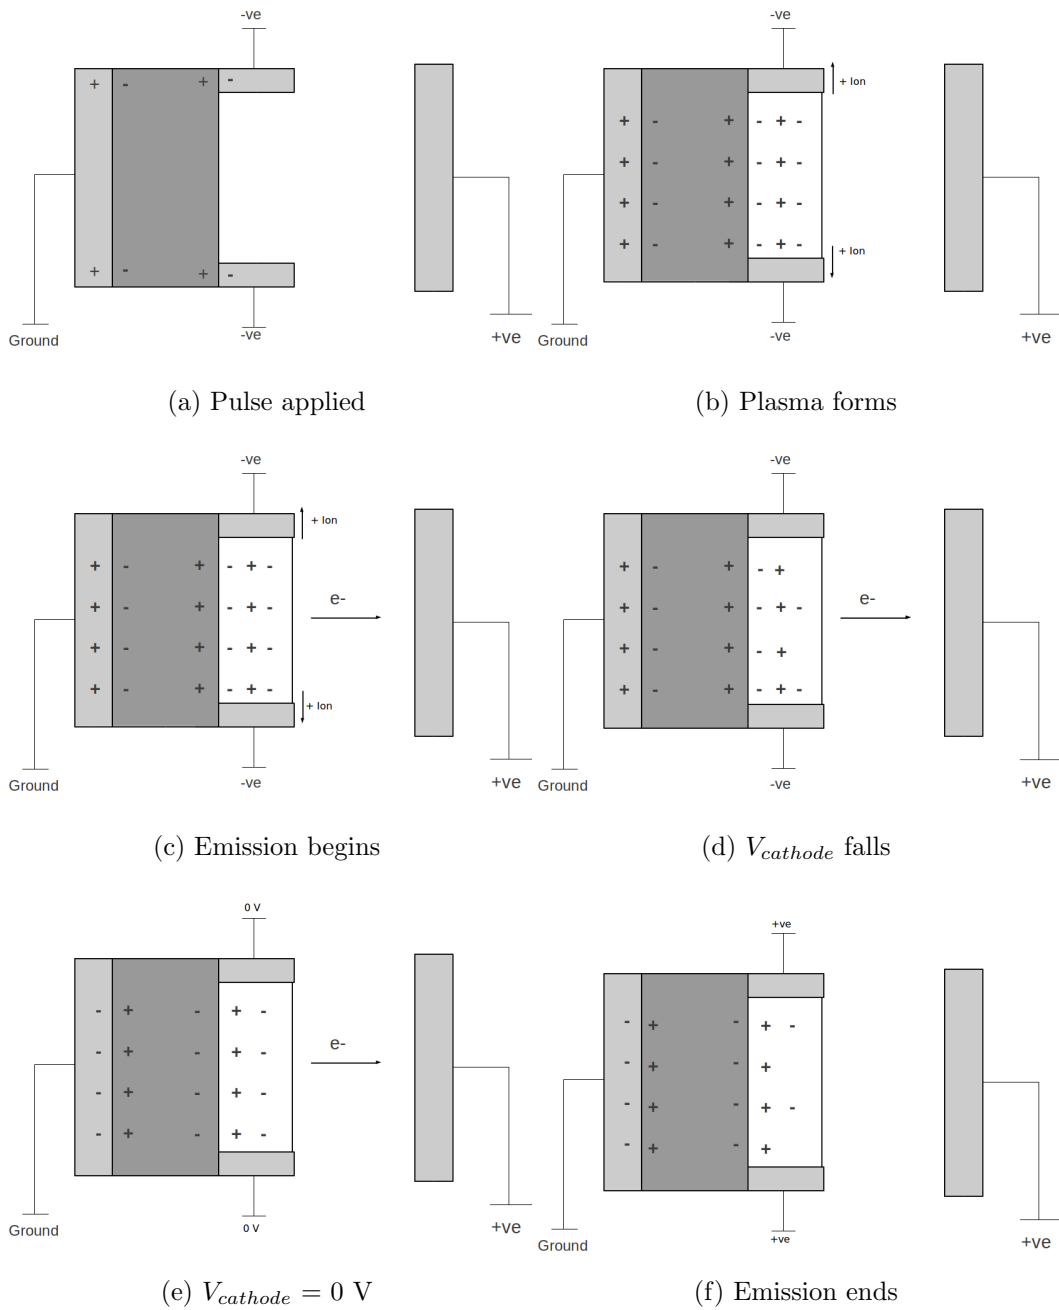 -ve -ve
+ - + - + Ion
+ - + - + -
+ - + - + -
+ - + - + -
+ - + - + - + - + -
+ Ion
-ve -ve
Ground +ve Ground +ve
(a) Pulse applied (b) Plasma forms
-ve -ve
+ Ion
+ - + - + - + - + - +
+ - + - + - + - + - + -
e- e-
+ - + - + - + - + - +
+ - + - + - + - + - + -
+ Ion
-ve -ve
Ground +ve Ground +ve
(c) Emission begins (d) Vcathode falls
0 V +ve
- + - + - - + - + -
e-
- + - + - - + - +
- + - + - - + - + -
- + - + - - + - +
0 V +ve
Ground +ve Ground +ve
(e) Vcathode = 0 V (f) Emission ends